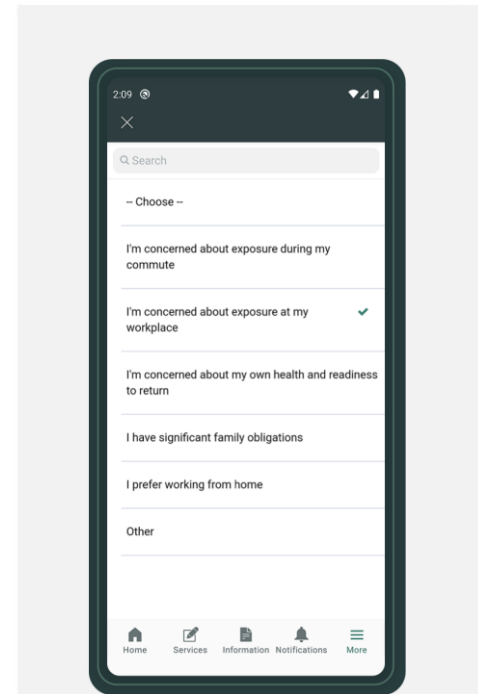 2:09
Search
-- Choose --
I'm concerned about exposure during my
commute
I'm concerned about exposure at my
workplace
I'm concerned about my own health and readiness
to return
I have significant family obligations
I prefer working from home
Other
Home Services Information Notifications More